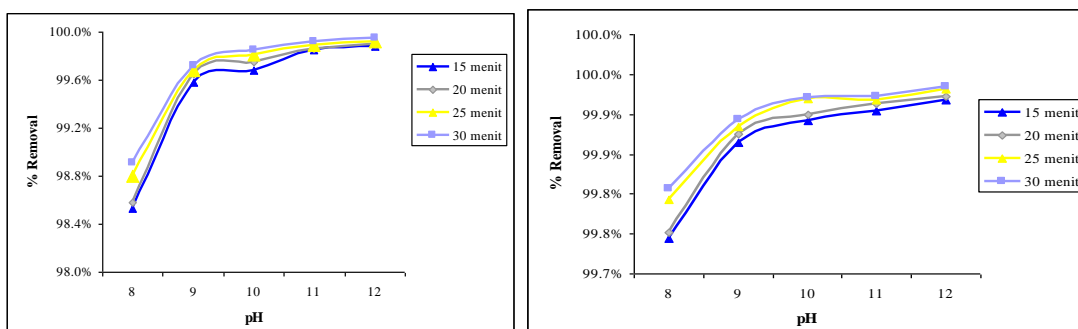 % Removal
100.0%
99.6%
99.2%
98.8%
98.4%
98.0%
8 9 10 11 12
pH
15 menit
20 menit
25 menit
30 menit
% Removal
100.0%
100.0%
99.9%
99.9%
99.8%
99.8%
99.7%
8 9 10 11 12
pH
15 menit
20 menit
25 menit
30 menit